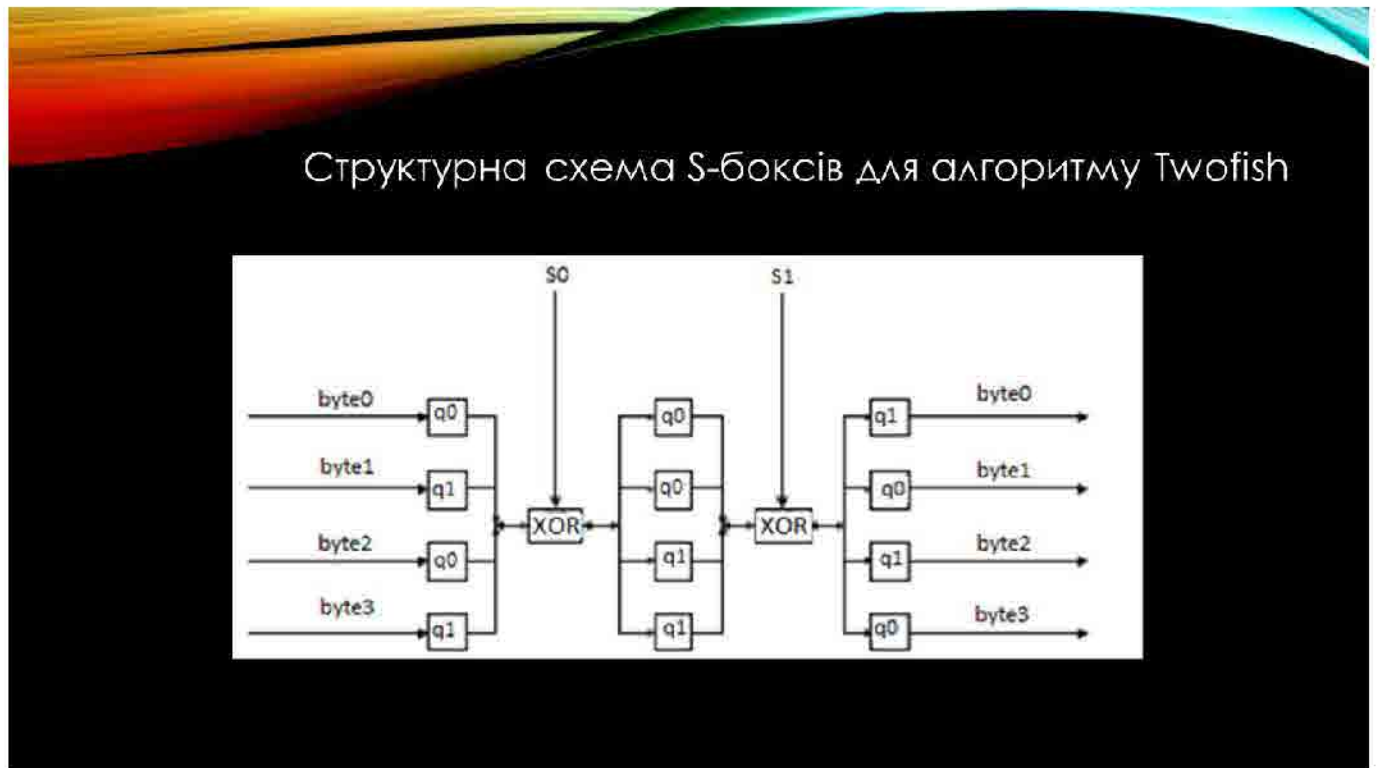 Структурна схема S-боксів для алгоритму Twofish
S0 S1
byte0 q0 q0 q1 byte0
byte1 q1 q0 q0 byte1
XOR XOR
byte2 q0 q1 q1 byte2
byte3 q1 q1 q0 byte3